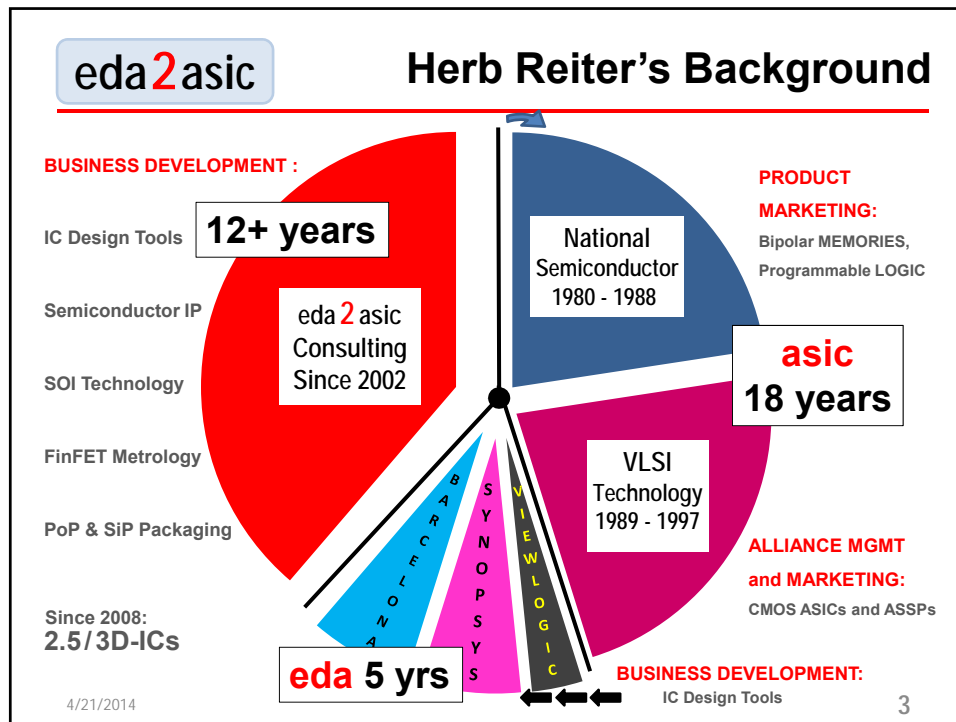 eda2asic
Herb Reiter's Background
BUSINESS DEVELOPMENT :
IC Design Tools
Semiconductor IP
SOI Technology
FinFET Metrology
PoP & SiP Packaging
Since 2008:
2.5/3D-ICs
12+ years
eda 2 asic
Consulting
Since 2002
National
Semiconductor
1980 - 1988
PRODUCT
MARKETING:
Bipolar MEMORIES,
Programmable LOGIC
asic
18 years
VLSI
Technology
1989 - 1997
ALLIANCE MGMT
and MARKETING:
CMOS ASICs and ASSPs
BARCELONA
SYNOPSYS
VIEWLOGIC
eda 5 yrs
BUSINESS DEVELOPMENT:
IC Design Tools
4/21/2014
3